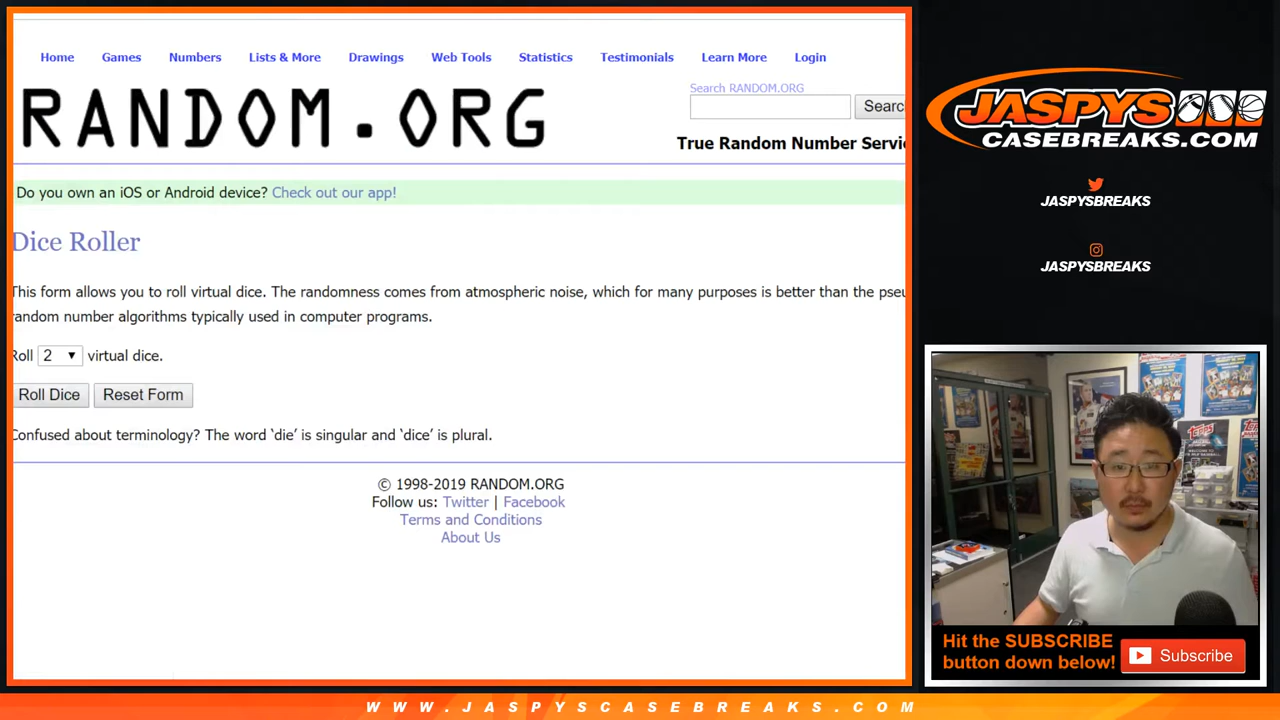 Home Games Numbers Lists & More Drawings Web Tools Statistics Testimonials Learn More Login
Search RANDOM.ORG
RANDOM.ORG
Searc
True Random Number Servi
Do you own an iOS or Android device? Check out our app!
Dice Roller
This form allows you to roll virtual dice. The randomness comes from atmospheric noise, which for many purposes is better than the pseu
random number algorithms typically used in computer programs.
Roll 2 virtual dice.
Roll Dice Reset Form
Confused about terminology? The word ‘die’ is singular and ‘dice’ is plural.
© 1998-2019 RANDOM.ORG
Follow us: Twitter | Facebook
Terms and Conditions
About Us
JASPYS
CASEBREAKS.COM
JASPYSBREAKS
JASPYSBREAKS
TOPPS
Hit the SUBSCRIBE
button down below!
Subscribe
WWW.JASPYSCASEBREAKS.COM